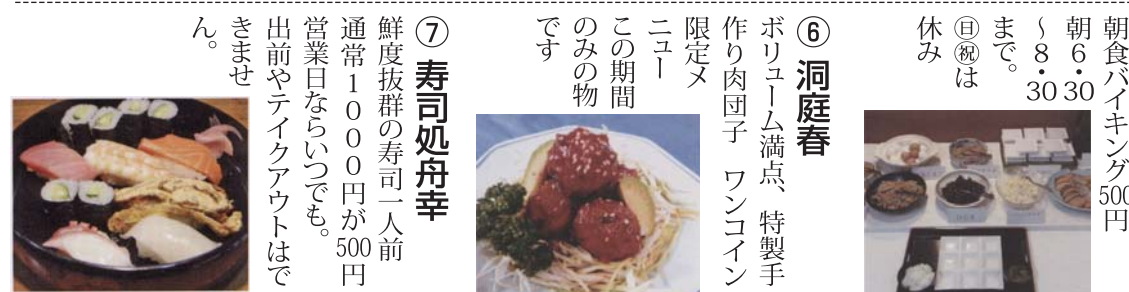 朝食バイキング500円
朝6・30
～8・30
まで。
㊐㊗は
休み
⑥ 洞庭春
ボリューム満点、特製手
作り肉団子　ワンコイン
限定メ
ニュー
この期間
のみの物
です
⑦ 寿司処舟幸
鮮度抜群の寿司一人前
通常1000円が500円
営業日ならいつでも。
出前やテイクアウトはで
きませ
ん。